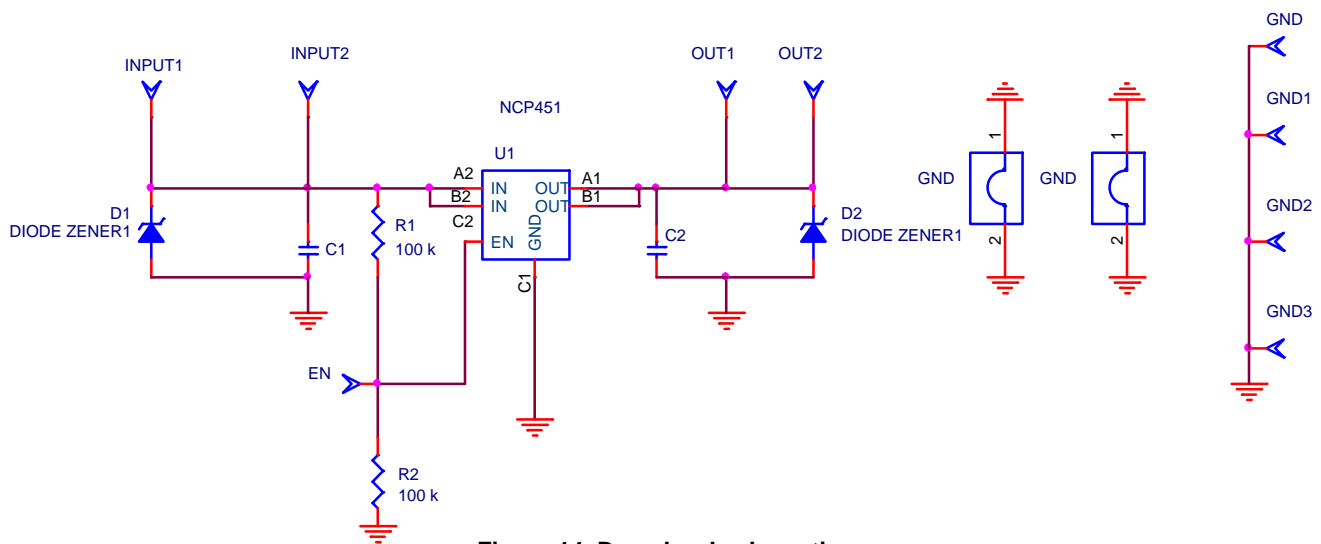 INPUT1
INPUT2
OUT1
OUT2
NCP451
U1
A2
B2
C2
IN
IN
EN
OUT
OUT
GND
A1
B1
C1
D1
DIODE ZENER1
C1
R1
100 k
C2
D2
DIODE ZENER1
EN
R2
100 k
GND
1
2
GND
1
2
GND
GND1
GND2
GND3